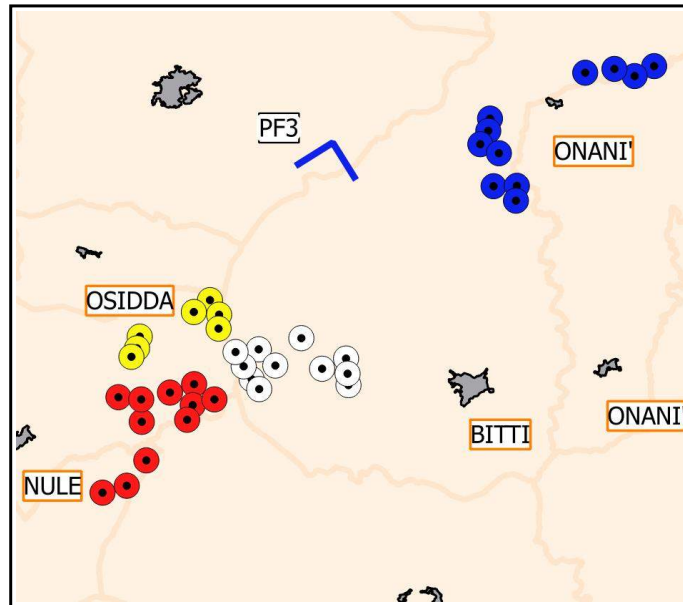 PF3
ONANI'
OSIDDA
ONANI'
BITTI
NULE